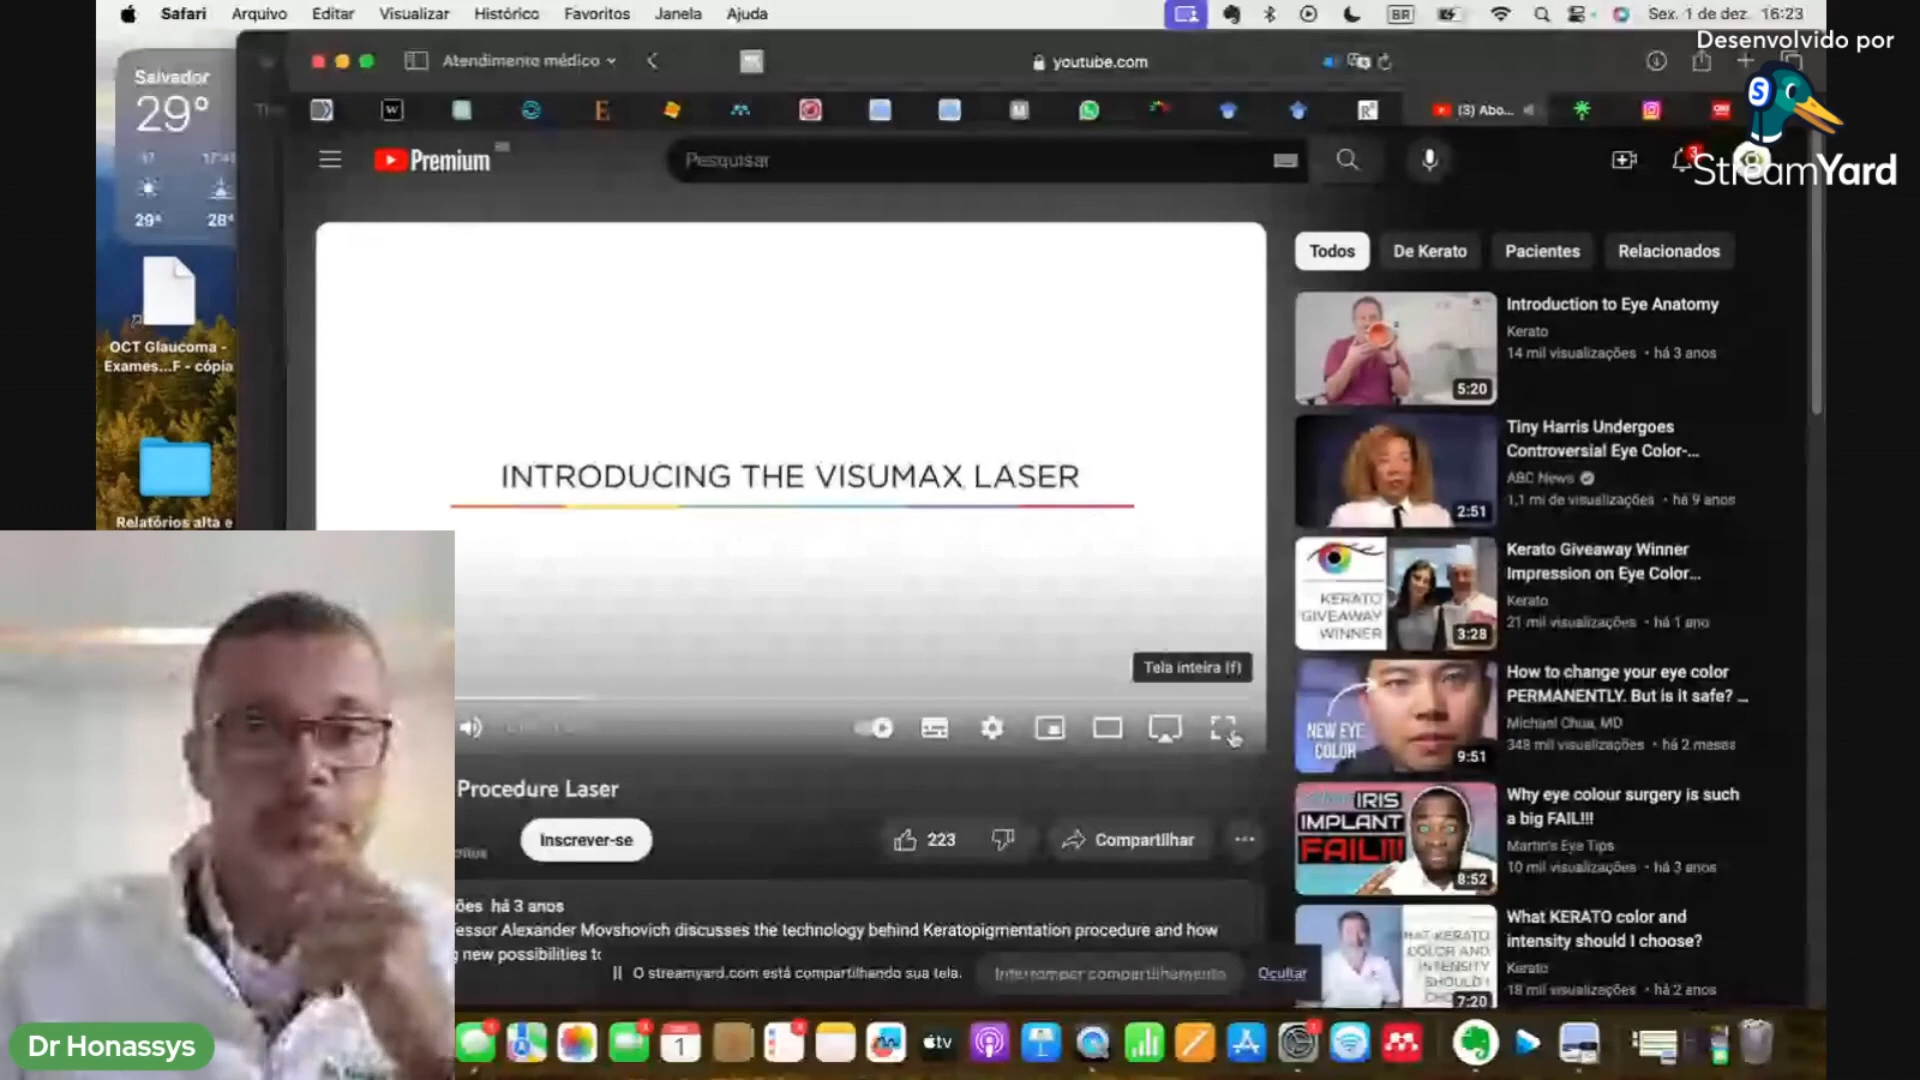 Safari Arquivo Editar Visualizar Histórico Favoritos Janela Ajuda
BR
Sex. 1 de dez. 16:23
Desenvolvido por
StreamYard
Salvador
29°
17
29°
28°
OCT Glaucoma -
Exames...F - cópia
Relatórios alta e
Atendimento médico
youtube.com
(3) Abo...
Premium
Pesquisar
3
INTRODUCING THE VISUMAX LASER
Tela inteira (f)
Procedure Laser
Inscrever-se
223
Compartilhar
há 3 anos
Alexander Movshovich discusses the technology behind Keratopigmentation procedure and how
new possibilities
O streamyard.com está compartilhando sua tela.
Interromper compartilhamento
Ocultar
Todos
De Kerato
Pacientes
Relacionados
Introduction to Eye Anatomy
Kerato
14 mil visualizações • há 3 anos
5:20
Tiny Harris Undergoes
Controversial Eye Color-...
ABC News
1,1 mi de visualizações • há 9 anos
2:51
Kerato Giveaway Winner
Impression on Eye Color...
Kerato
21 mil visualizações • há 1 ano
KERATO
GIVEAWAY
WINNER
3:28
How to change your eye color
PERMANENTLY. But is it safe? ...
Michael Chua, MD
348 mil visualizações • há 2 meses
NEW EYE
COLOR
9:51
Why eye colour surgery is such
a big FAIL!!!
Martin's Eye Tips
10 mil visualizações • há 3 anos
IRIS
IMPLANT
FAIL!!!
8:52
What KERATO color and
intensity should I choose?
Kerato
18 mil visualizações • há 2 anos
7:20
Dr Honassys
1
tv